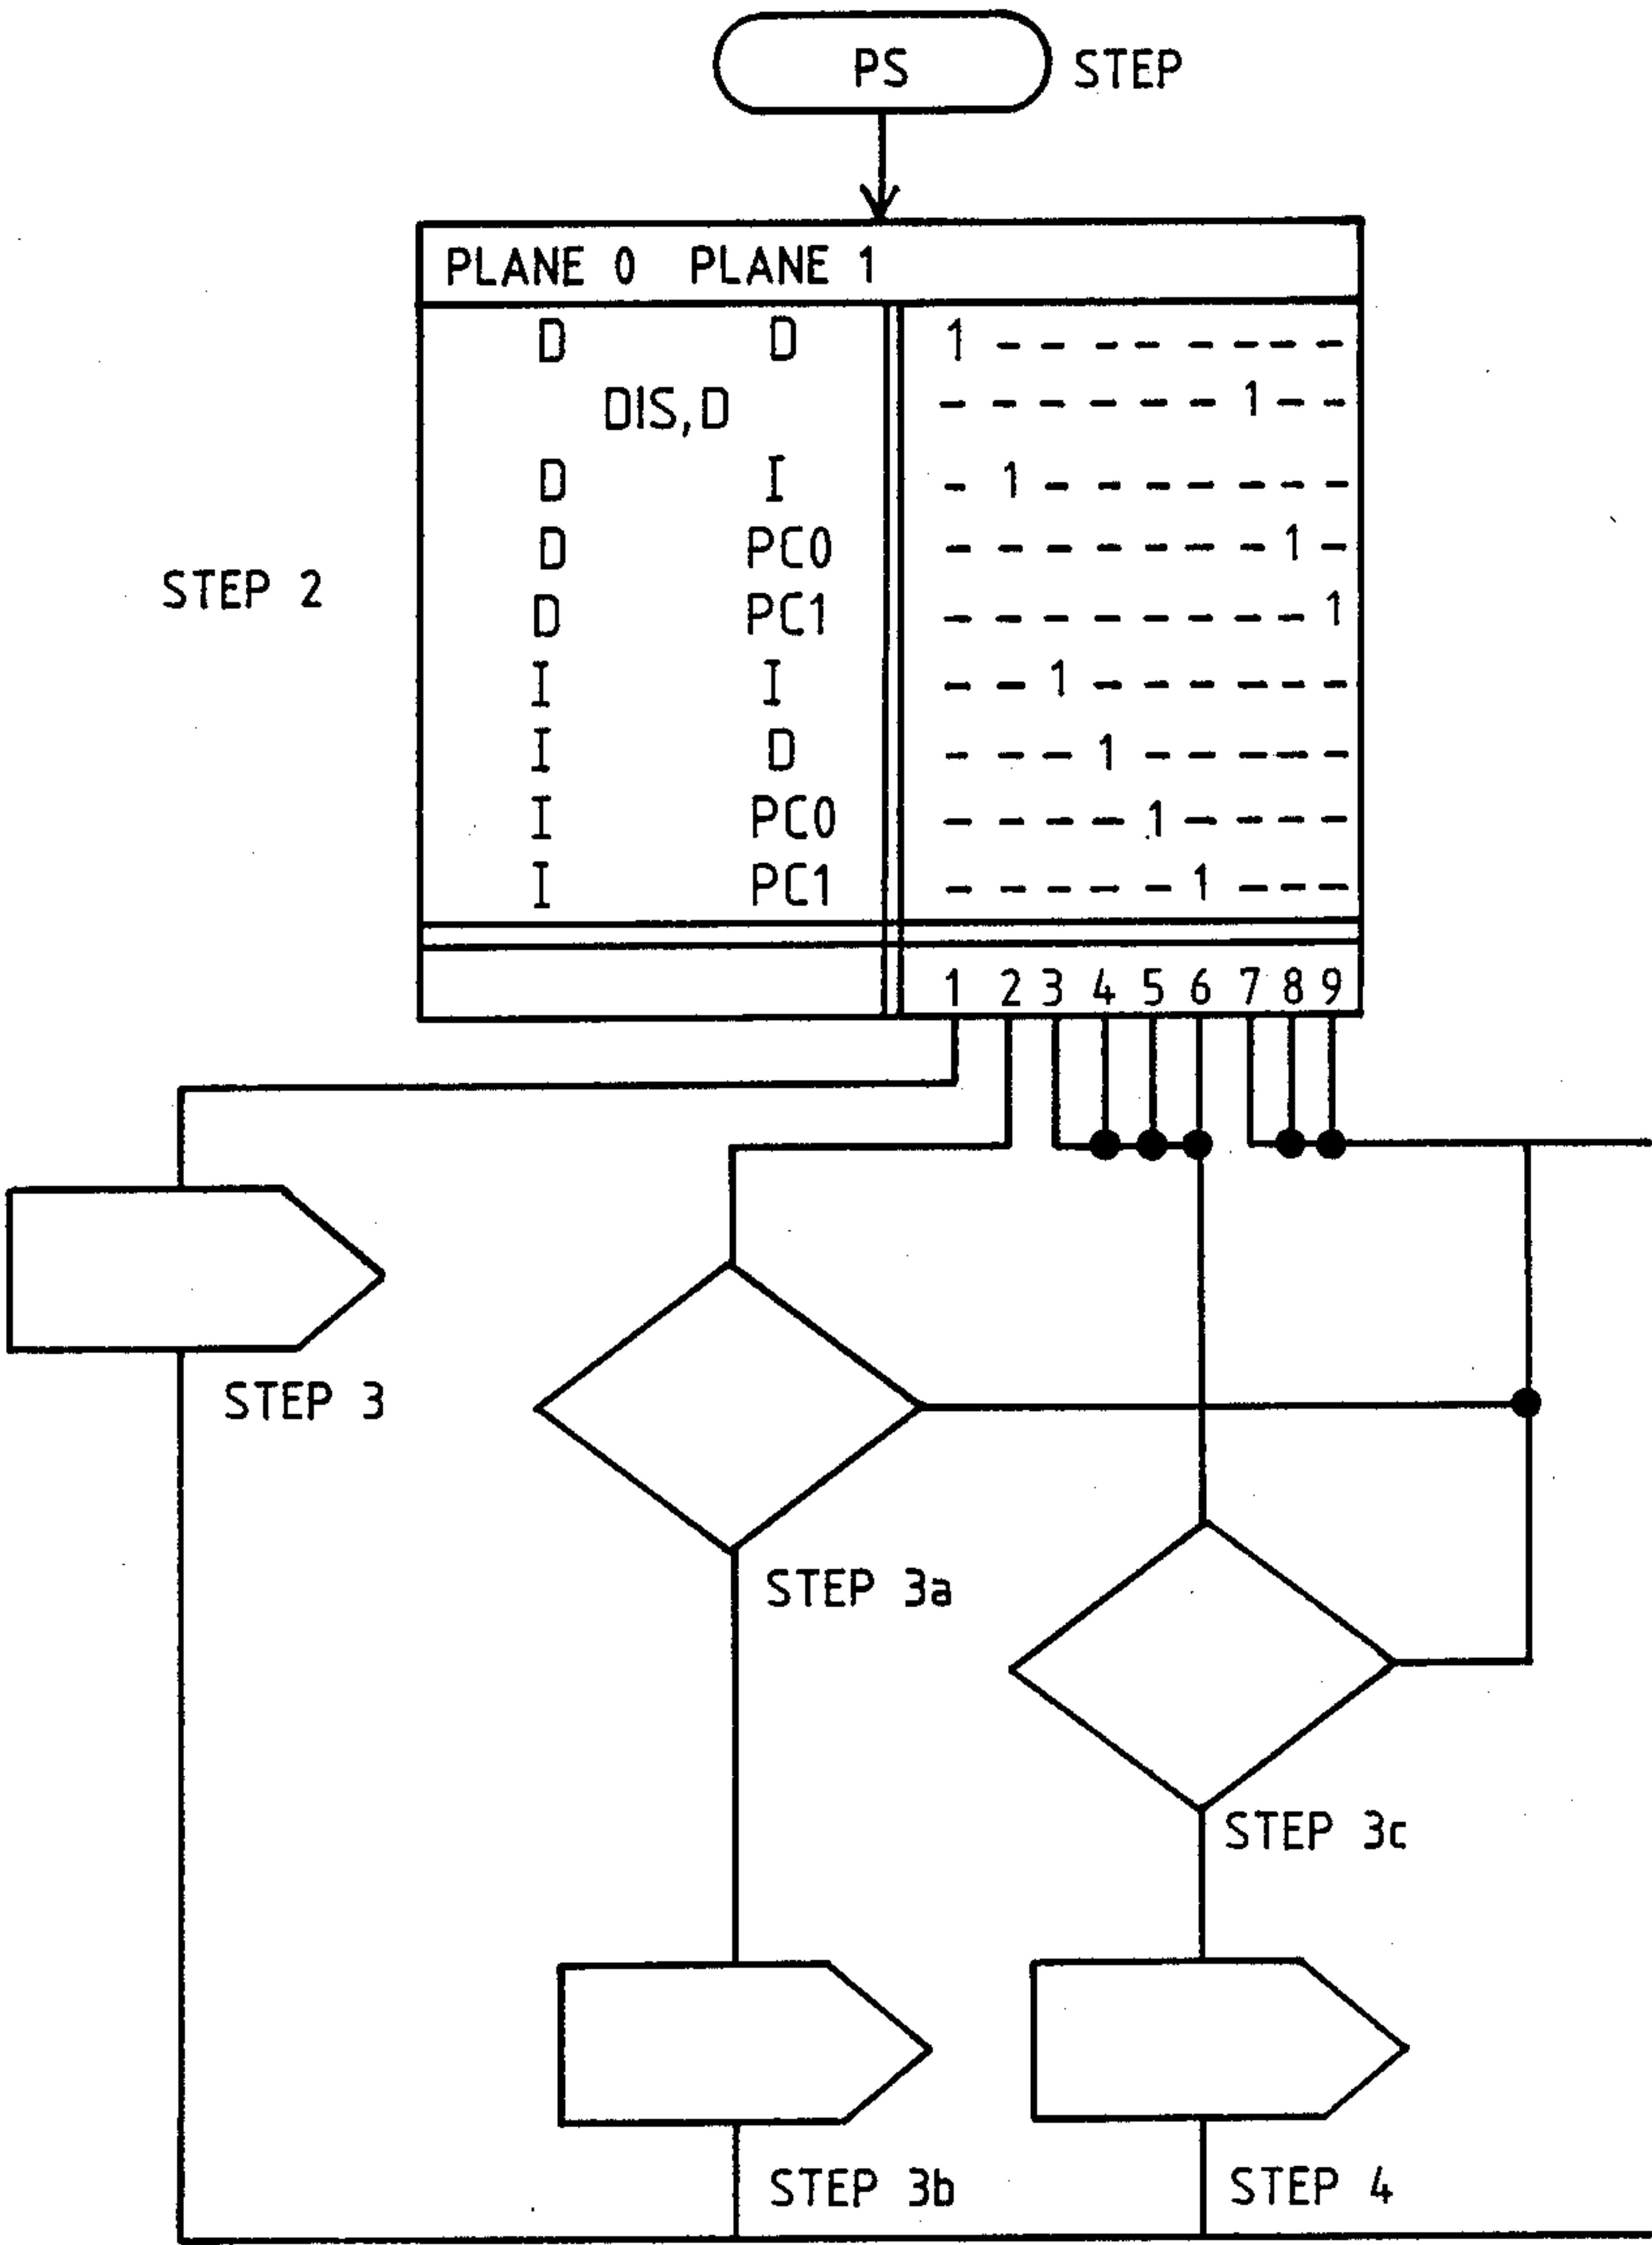 PS STEP
PLANE 0 PLANE 1
D D 1 - - - - - - - -
DIS,D - - - - - - 1 - -
D I - 1 - - - - - - -
D PC0 - - - - - - - 1 -
STEP 2
D PC1 - - - - - - - - 1
I I - - 1 - - - - - -
I D - - - 1 - - - - -
I PC0 - - - - 1 - - - -
I PC1 - - - - - 1 - - -
1 2 3 4 5 6 7 8 9
STEP 3
STEP 3a
STEP 3c
STEP 3b STEP 4